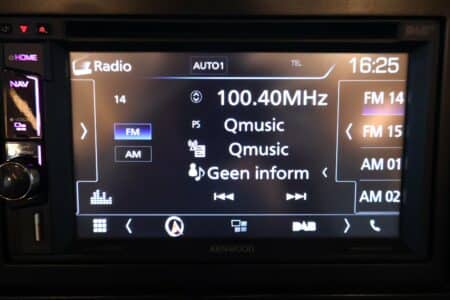 HOME
NAV
Radio
AUTO1
TEL
16:25
14
100.40MHz
FM 14
FM
PS
Qmusic
FM 15
AM
Qmusic
AM 01
Geen inform
AM 02
DAB
KENWOOD